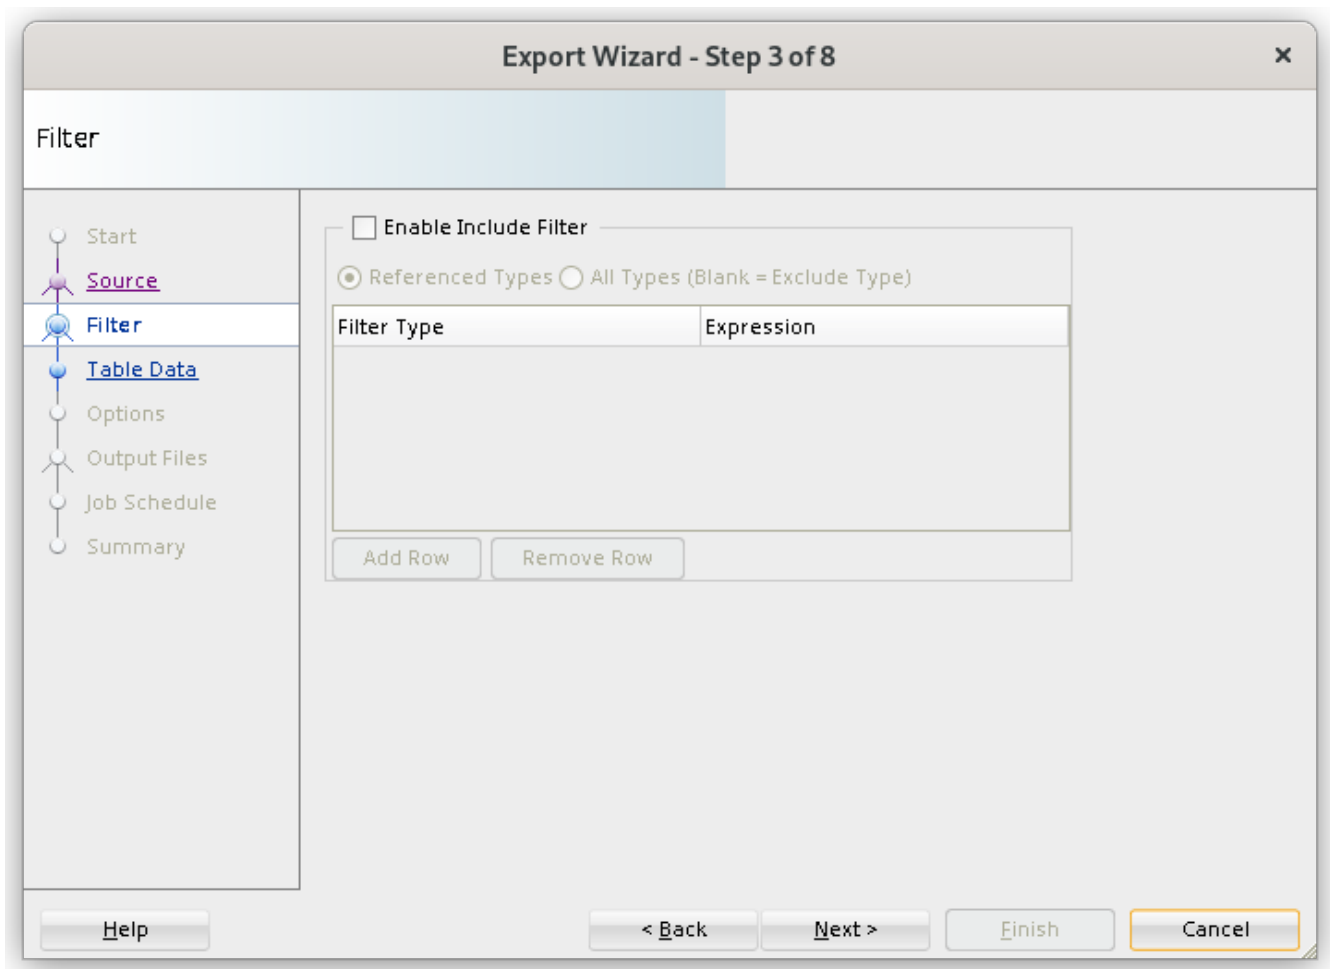 Export Wizard - Step 3 of 8
Filter
Start
Source
Filter
Table Data
Options
Output Files
Job Schedule
Summary
Enable Include Filter
Referenced Types All Types (Blank = Exclude Type)
Filter Type Expression
Add Row Remove Row
Help < Back Next > Finish Cancel